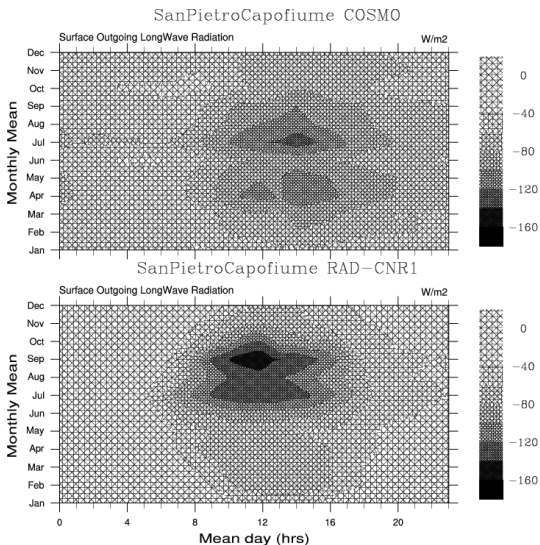 SanPietroCapofiume COSMO
Surface Outgoing LongWave Radiation W/m2
Monthly Mean
Dec
Nov
Oct
Sep
Aug
Jul
Jun
May
Apr
Mar
Feb
Jan
0
−40
−80
−120
−160
SanPietroCapofiume RAD-CNR1
Surface Outgoing LongWave Radiation W/m2
Monthly Mean
Dec
Nov
Oct
Sep
Aug
Jul
Jun
May
Apr
Mar
Feb
Jan
0
−40
−80
−120
−160
0 4 8 12 16 20
Mean day (hrs)